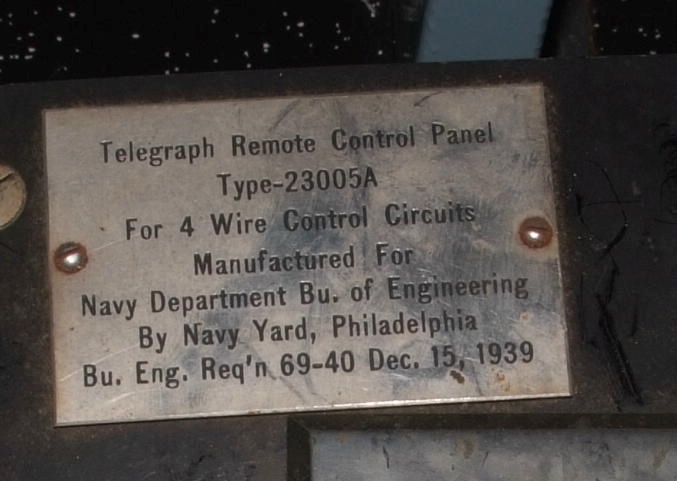 Telegraph Remote Control Panel
Type-23005A
For 4 Wire Control Circuits
Manufactured For
Navy Department Bu. of Engineering
By Navy Yard, Philadelphia
Bu. Eng. Req'n 69-40 Dec. 15, 1939